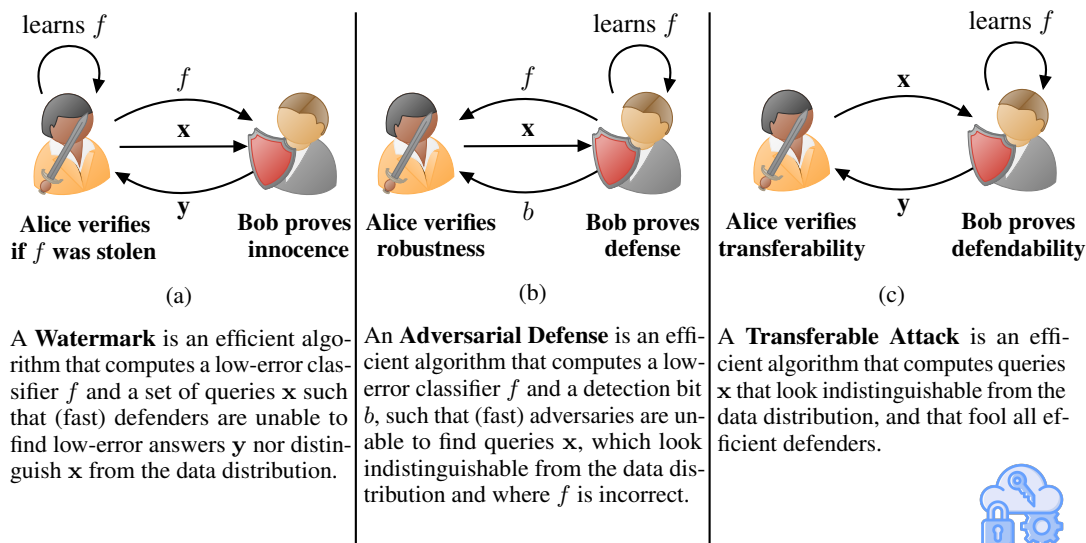 learns f
f
x
y
Alice verifies
if f was stolen
Bob proves
innocence
(a)
A Watermark is an efficient algo-
rithm that computes a low-error clas-
sifier f and a set of queries x such
that (fast) defenders are unable to
find low-error answers y nor distin-
guish x from the data distribution.
learns f
f
x
b
Alice verifies
robustness
Bob proves
defense
(b)
An Adversarial Defense is an effi-
cient algorithm that computes a low-
error classifier f and a detection bit
b, such that (fast) adversaries are un-
able to find queries x, which look
indistinguishable from the data dis-
tribution and where f is incorrect.
learns f
x
y
Alice verifies
transferability
Bob proves
defendability
(c)
A Transferable Attack is an effi-
cient algorithm that computes queries
x that look indistinguishable from the
data distribution, and that fool all ef-
ficient defenders.